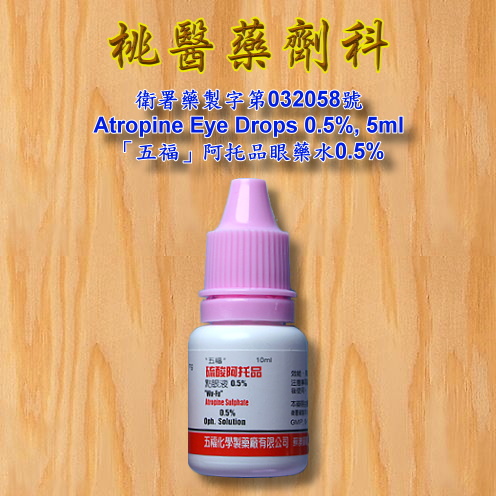 桃醫藥劑科
衛署藥製字第032058號
Atropine Eye Drops 0.5%, 5ml
「五福」阿托品眼藥水0.5%
"五福" 10ml
硫酸阿托品
點眼液 0.5%
"Wu-Fu"
Atropine Sulphate
0.5%
Oph. Solution
五福化學製藥廠有限公司